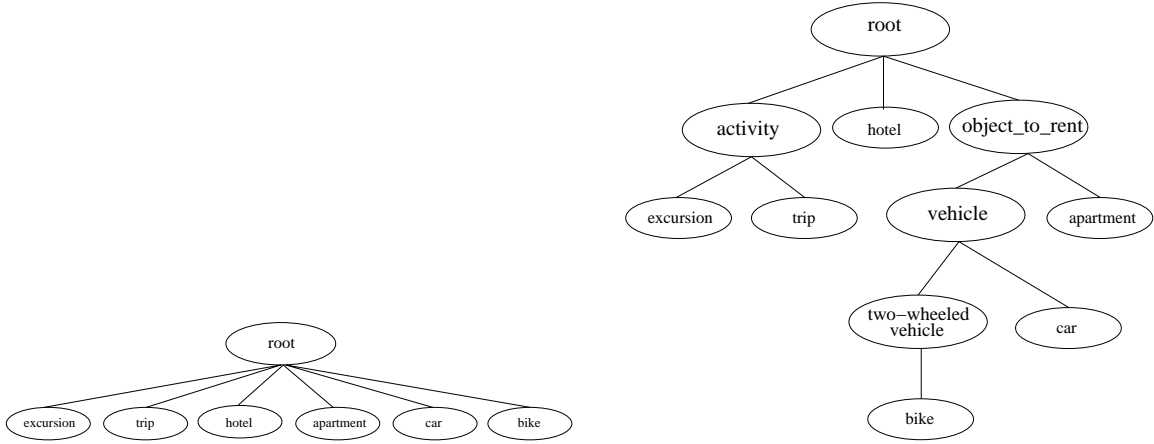 root
excursion
trip
hotel
apartment
car
bike
root
activity
hotel
object_to_rent
excursion
trip
vehicle
apartment
two−wheeled
vehicle
car
bike